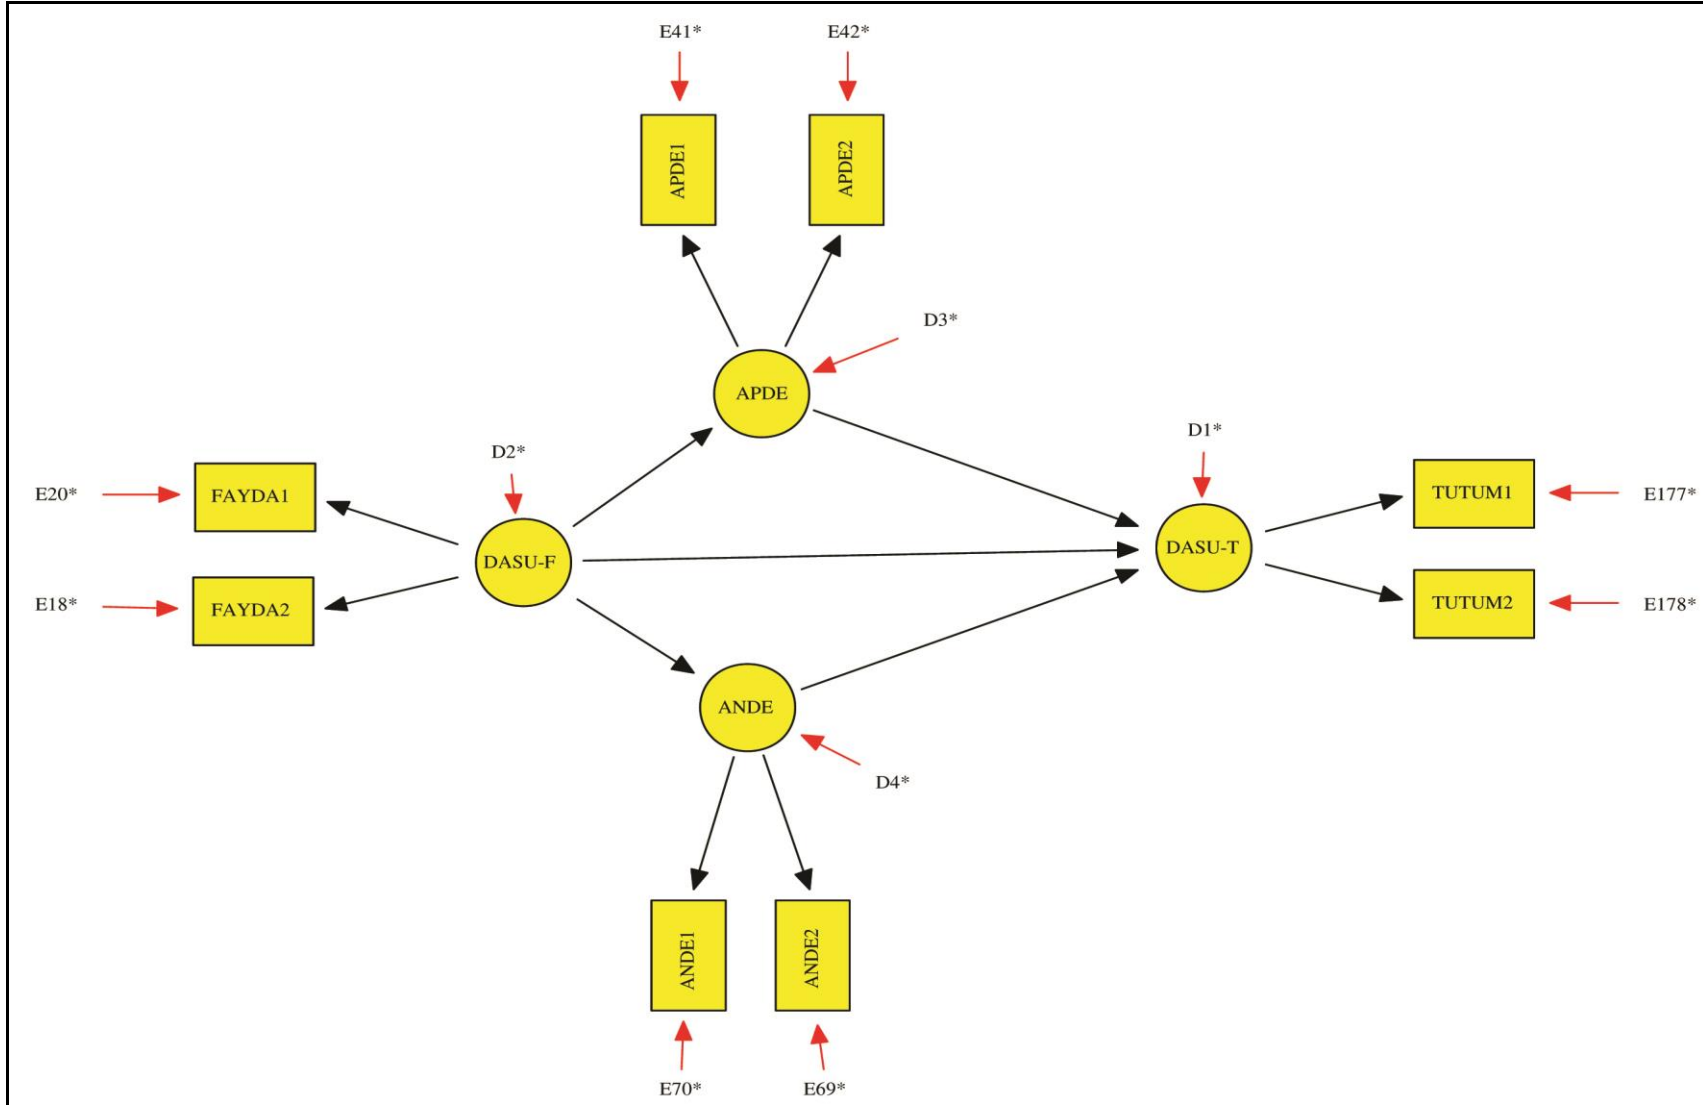 E41*
E42*
APDE1
APDE2
D3*
APDE
D1*
D2*
E20*
FAYDA1
TUTUM1
E177*
DASU-F
DASU-T
E18*
FAYDA2
TUTUM2
E178*
ANDE
D4*
ANDE1
ANDE2
E70*
E69*